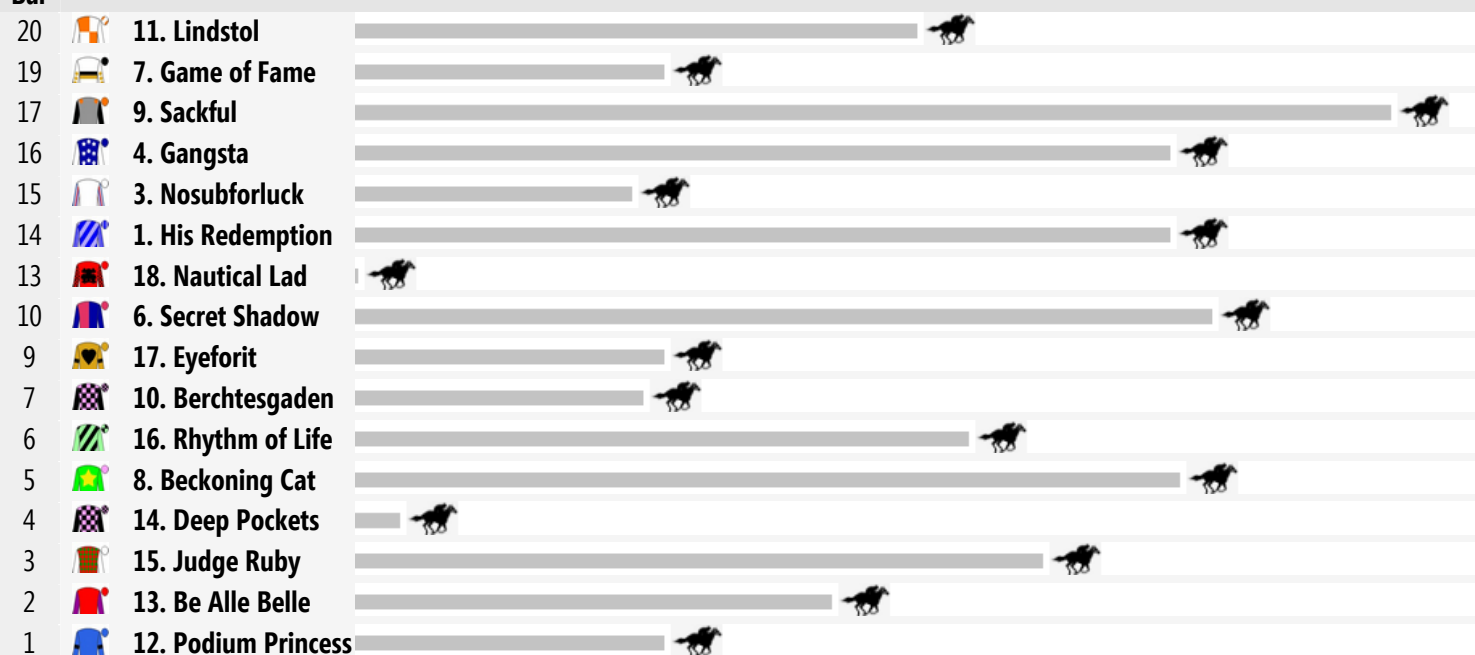 Bar
20 11. Lindstol
19 7. Game of Fame
17 9. Sackful
16 4. Gangsta
15 3. Nosubforluck
14 1. His Redemption
13 18. Nautical Lad
10 6. Secret Shadow
9 17. Eyeforit
7 10. Berchtesgaden
6 16. Rhythm of Life
5 8. Beckoning Cat
4 14. Deep Pockets
3 15. Judge Ruby
2 13. Be Alle Belle
1 12. Podium Princess